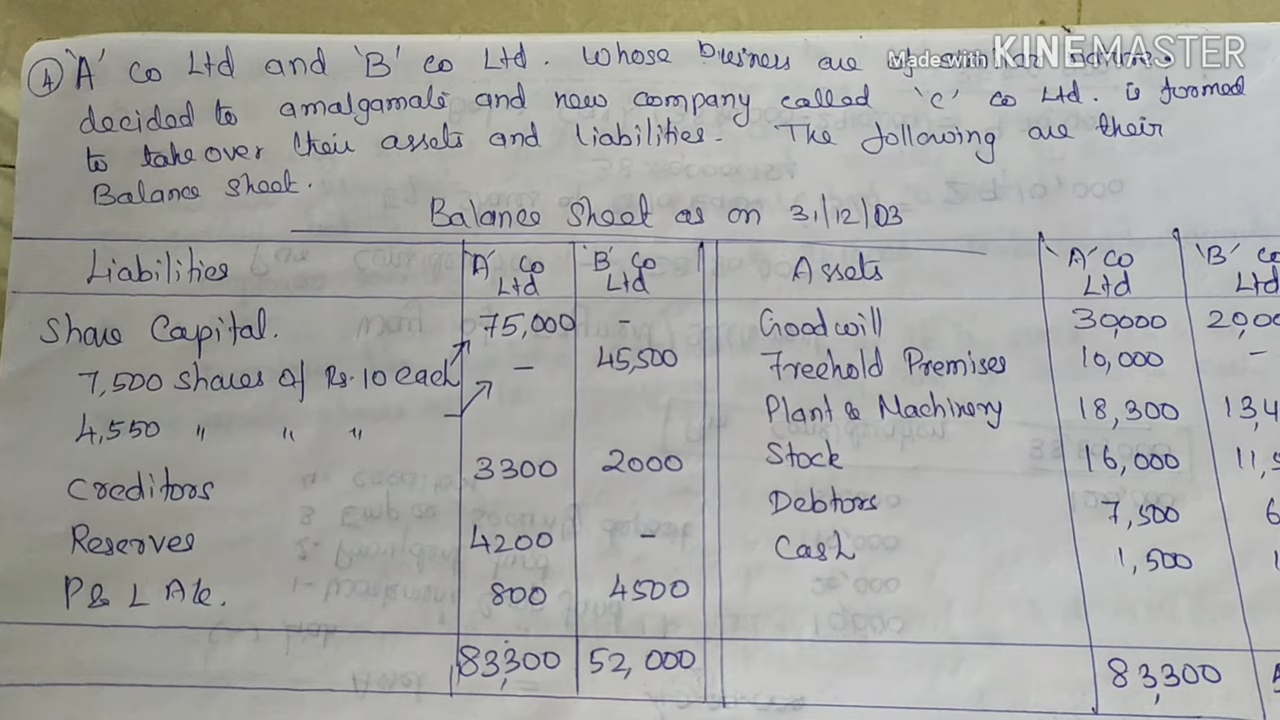 Made with KINEMASTER
④ 'A' Co Ltd and 'B' co Ltd. whose business are of
decided to amalgamate and new company called 'c' co Ltd. is formed
to take over their assets and liabilities. The following are their
Balance sheet.
Balance sheet as on 31/12/03
Liabilities 'A' Co Ltd 'B' Co Ltd Assets 'A' Co Ltd 'B' Co Ltd
Share Capital. 75,000 - Goodwill 30,000
7,500 shares of Rs. 10 each - 45,500 Freehold Premises 10,000 -
4,550 " " " Plant & Machinery 18,300
Creditors 3300 2000 Stock 16,000
Reserves 4200 - Debtors 7,500
P & L A/c. 800 4500 Cash 1,500
83,300 52,000 83,300